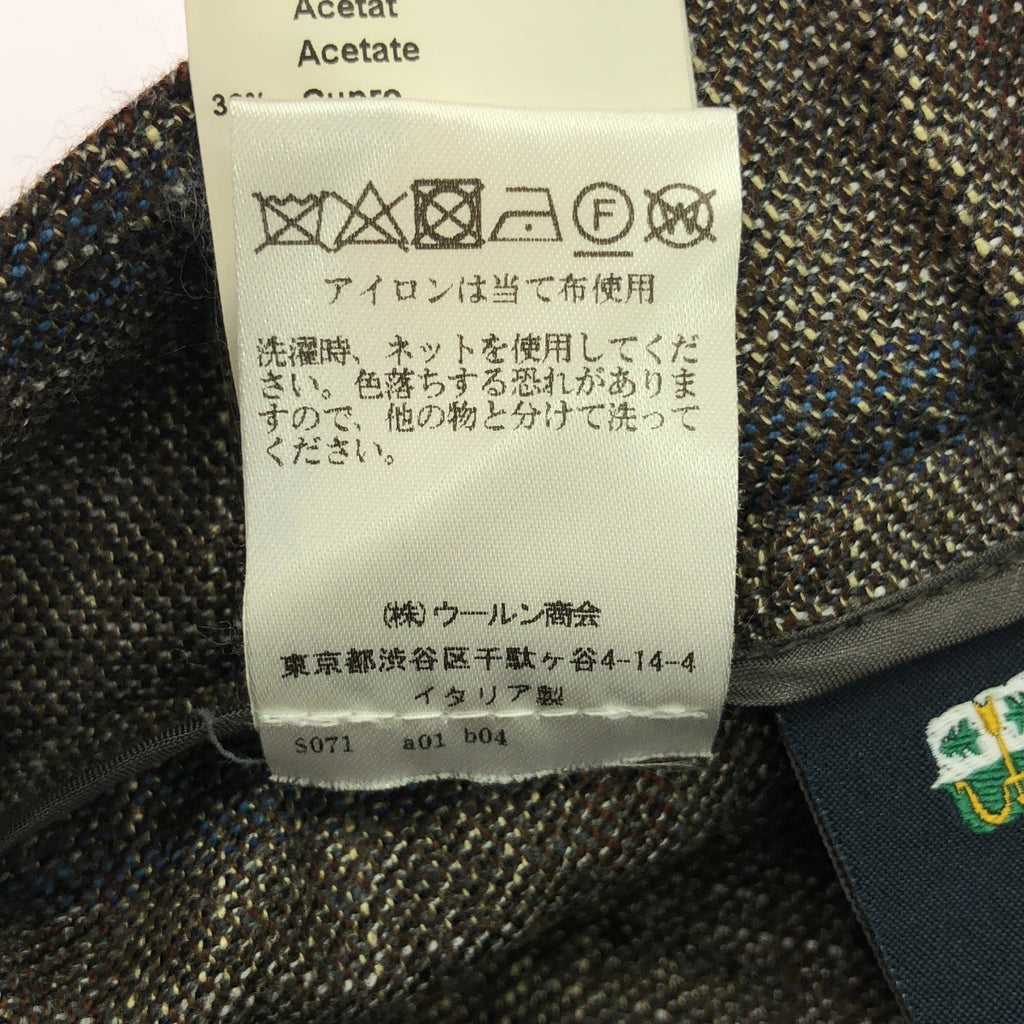 Acetat
Acetate
F W
アイロンは当て布使用
洗濯時、ネットを使用してくだ
さい。色落ちする恐れがありま
すので、他の物と分けて洗って
ください。
(株)ウールン商会
東京都渋谷区千駄ヶ谷4-14-4
イタリア製
S071 a01 b04